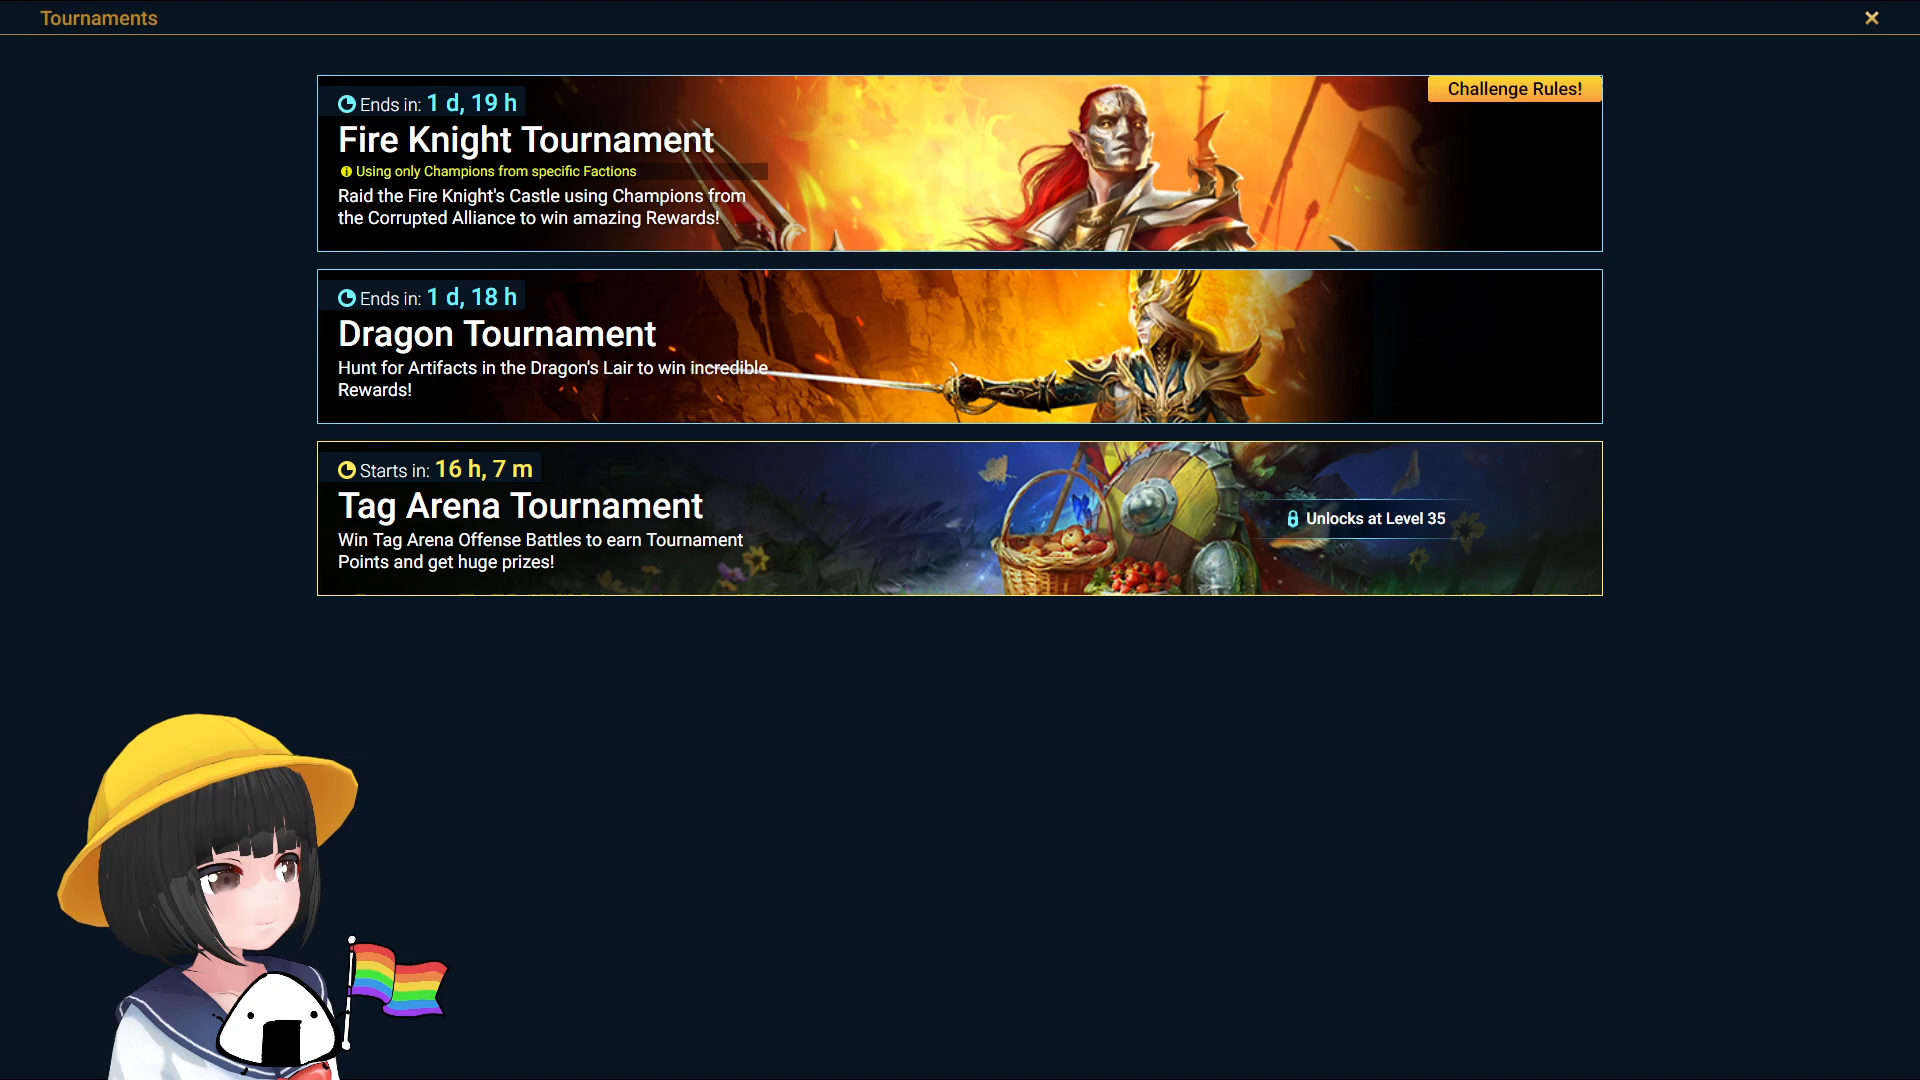 Tournaments
Challenge Rules!
Ends in: 1 d, 19 h
Fire Knight Tournament
Using only Champions from specific Factions
Raid the Fire Knight's Castle using Champions from
the Corrupted Alliance to win amazing Rewards!
Ends in: 1 d, 18 h
Dragon Tournament
Hunt for Artifacts in the Dragon's Lair to win incredible
Rewards!
Starts in: 16 h, 7 m
Tag Arena Tournament
Win Tag Arena Offense Battles to earn Tournament
Points and get huge prizes!
Unlocks at Level 35